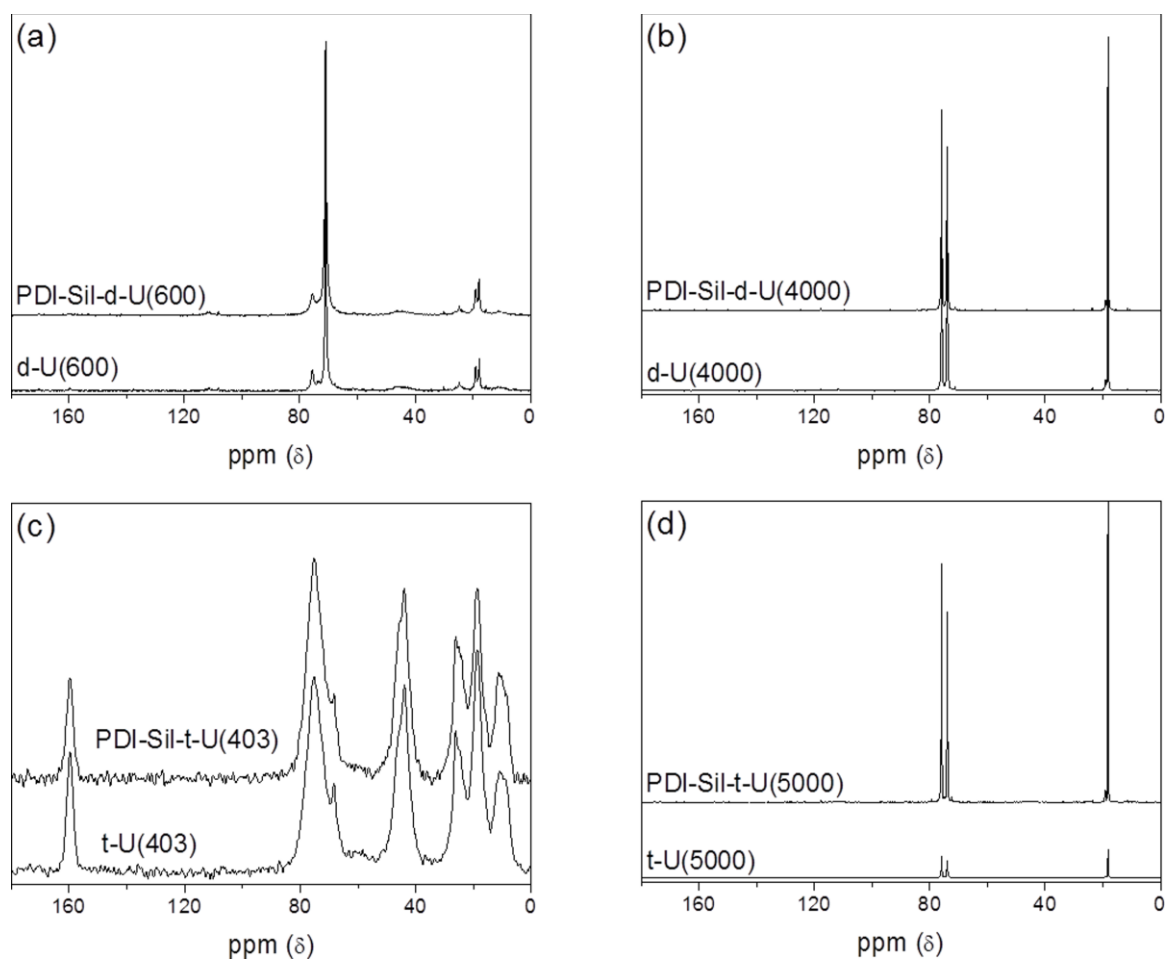 (a)
PDI-Sil-d-U(600)
d-U(600)
160 120 80 40 0
ppm (δ)
(b)
PDI-Sil-d-U(4000)
d-U(4000)
160 120 80 40 0
ppm (δ)
(c)
PDI-Sil-t-U(403)
t-U(403)
160 120 80 40 0
ppm (δ)
(d)
PDI-Sil-t-U(5000)
t-U(5000)
160 120 80 40 0
ppm (δ)